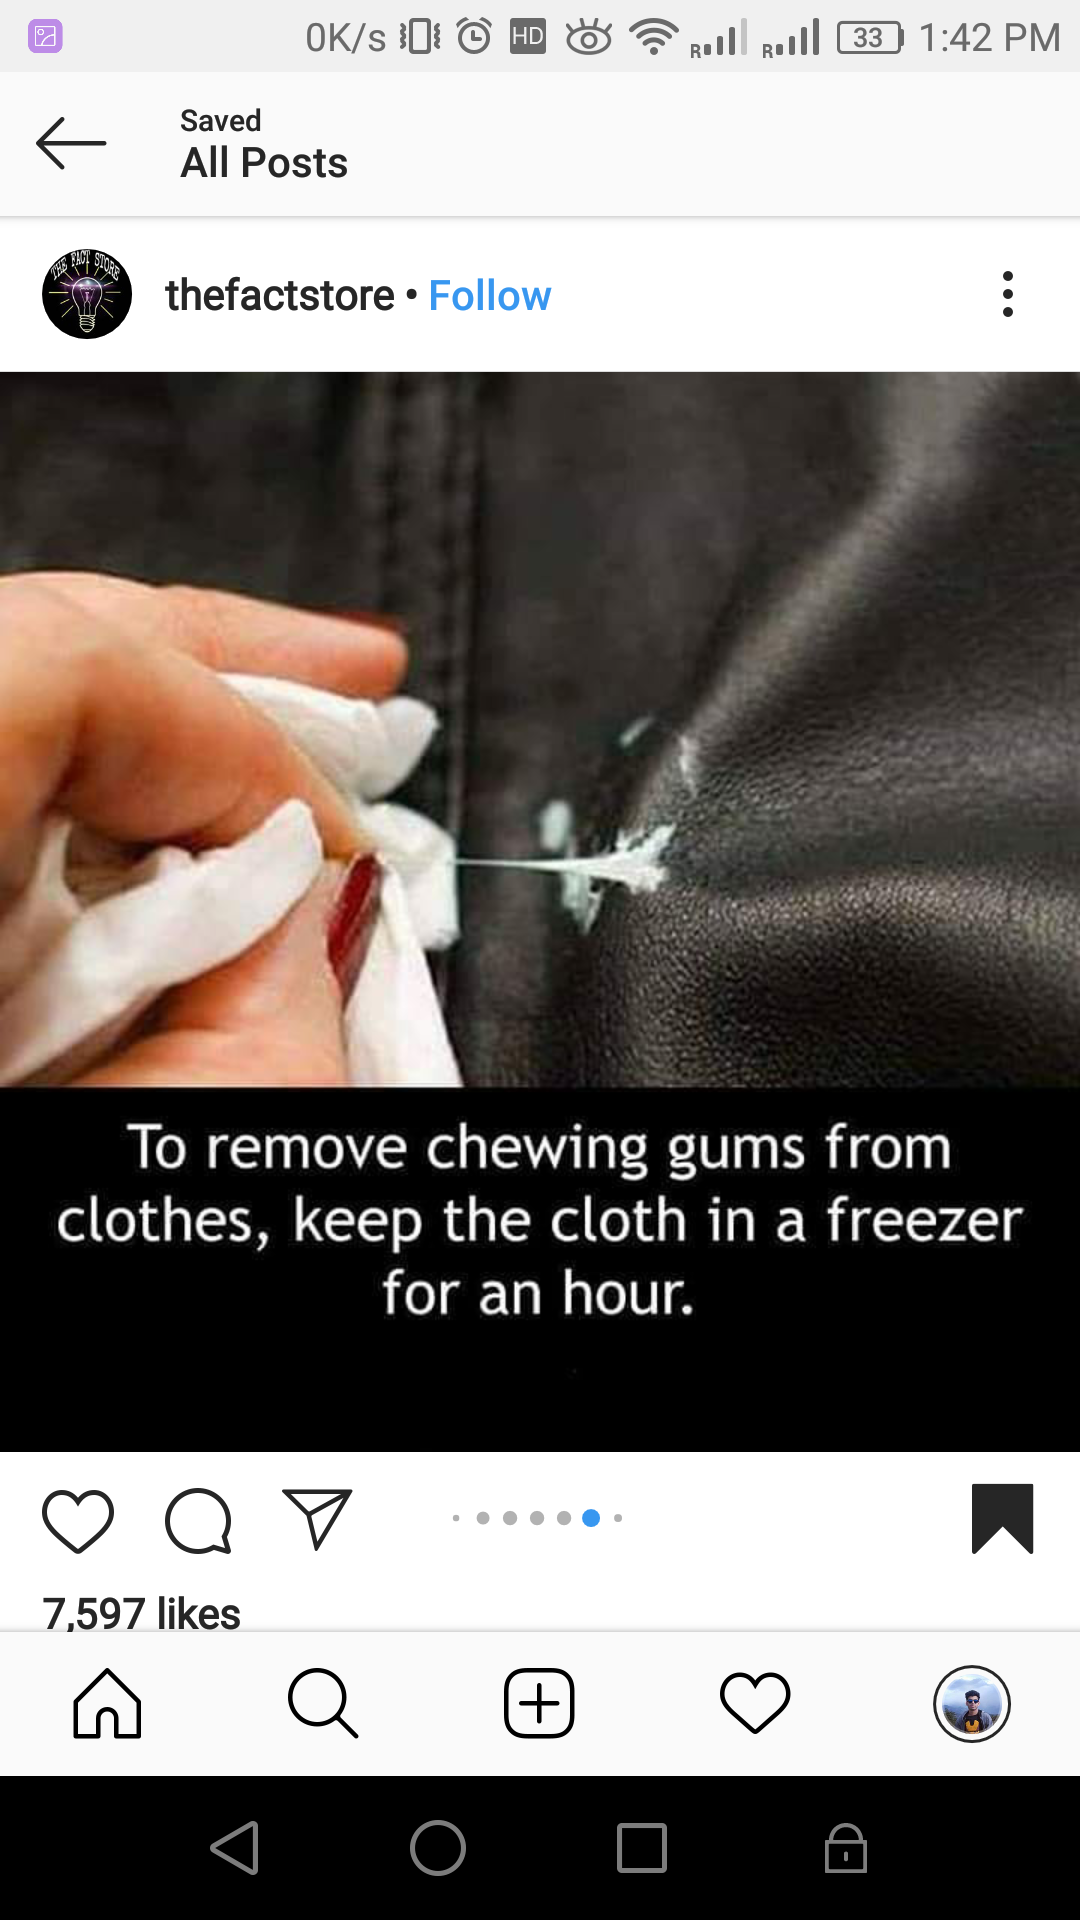 0K/s HD R R 33 1:42 PM
Saved
All Posts
THE FACT STORE
thefactstore • Follow
To remove chewing gums from
clothes, keep the cloth in a freezer
for an hour.
7,597 likes